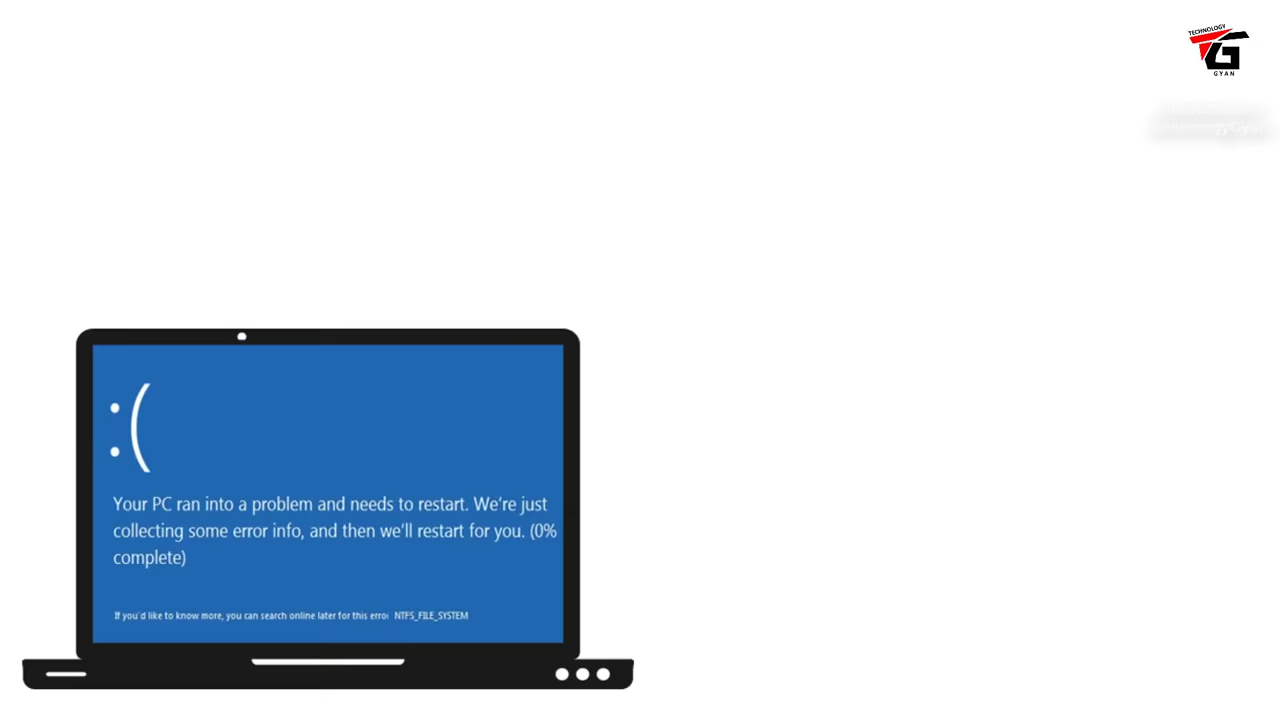 TECHNOLOGY
GYAN
:(
Your PC ran into a problem and needs to restart. We're just
collecting some error info, and then we'll restart for you. (0%
complete)
If you'd like to know more, you can search online later for this error NTFS_FILE_SYSTEM